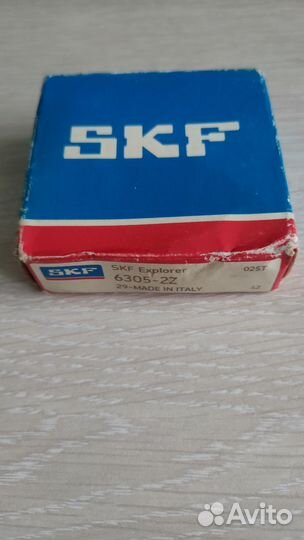 SKF
SKF SKF Explorer 025T
6305-2Z
29-MADE IN ITALY
Avito